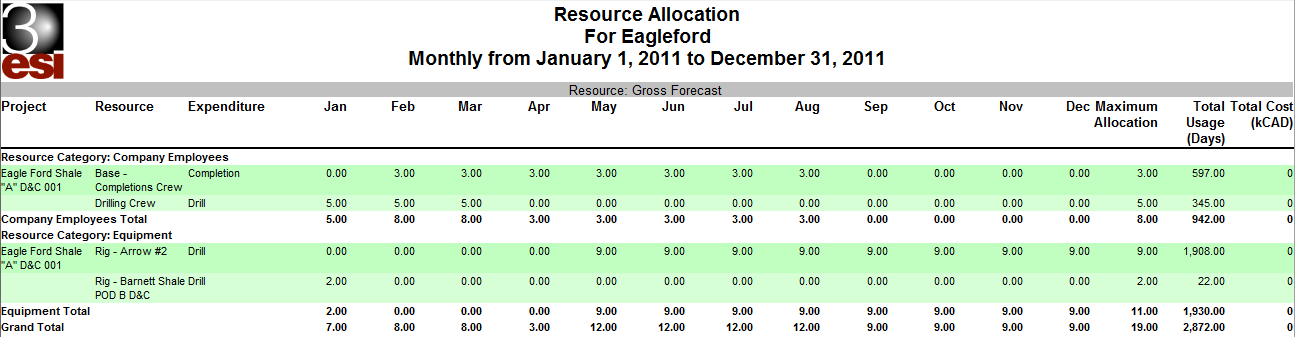 3
esi
Resource Allocation
For Eagleford
Monthly from January 1, 2011 to December 31, 2011
Resource: Gross Forecast
Project Resource Expenditure Jan Feb Mar Apr May Jun Jul Aug Sep Oct Nov Dec Maximum Total Total Cost
Allocation Usage (kCAD)
(Days)
Resource Category: Company Employees
Eagle Ford Shale Base - Completion 0.00 3.00 3.00 3.00 3.00 3.00 3.00 3.00 0.00 0.00 0.00 0.00 3.00 597.00 0
"A" D&C 001 Completions Crew
Drilling Crew Drill 5.00 5.00 5.00 0.00 0.00 0.00 0.00 0.00 0.00 0.00 0.00 0.00 5.00 345.00 0
Company Employees Total 5.00 8.00 8.00 3.00 3.00 3.00 3.00 3.00 0.00 0.00 0.00 0.00 8.00 942.00 0
Resource Category: Equipment
Eagle Ford Shale Rig - Arrow #2 Drill 0.00 0.00 0.00 0.00 9.00 9.00 9.00 9.00 9.00 9.00 9.00 9.00 9.00 1,908.00 0
"A" D&C 001
Rig - Barnett Shale Drill 2.00 0.00 0.00 0.00 0.00 0.00 0.00 0.00 0.00 0.00 0.00 0.00 2.00 22.00 0
POD B D&C
Equipment Total 2.00 0.00 0.00 0.00 9.00 9.00 9.00 9.00 9.00 9.00 9.00 9.00 11.00 1,930.00 0
Grand Total 7.00 8.00 8.00 3.00 12.00 12.00 12.00 12.00 9.00 9.00 9.00 9.00 19.00 2,872.00 0